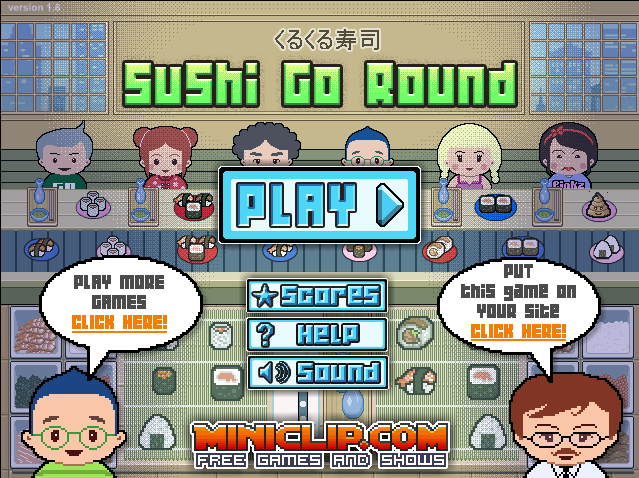 version 1.8
くるくる寿司
SuShi Go Round
PLAY
PLAY MORE
GAMES
CLICK HERE!
Scores
Help
Sound
PUT
this game on
YOUR SITE
CLICK HERE!
MINICLIP.COM
FREE GAMES AND SHOWS